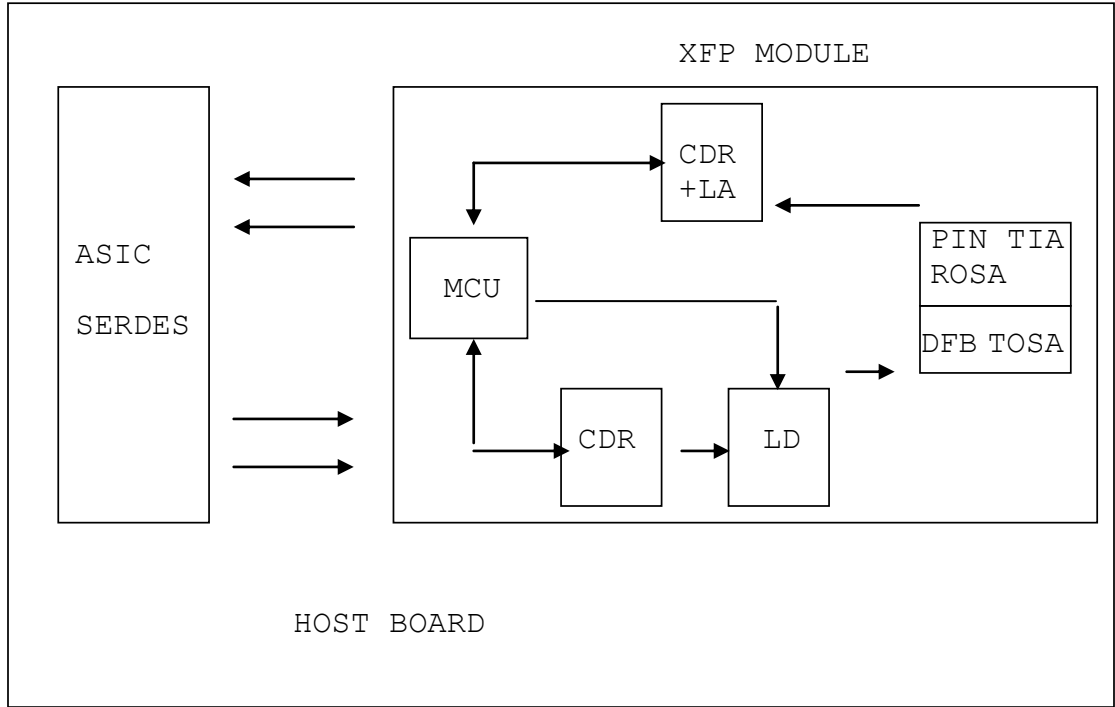 XFP MODULE
CDR
+LA
ASIC
SERDES
MCU
PIN TIA
ROSA
DFB TOSA
CDR
LD
HOST BOARD